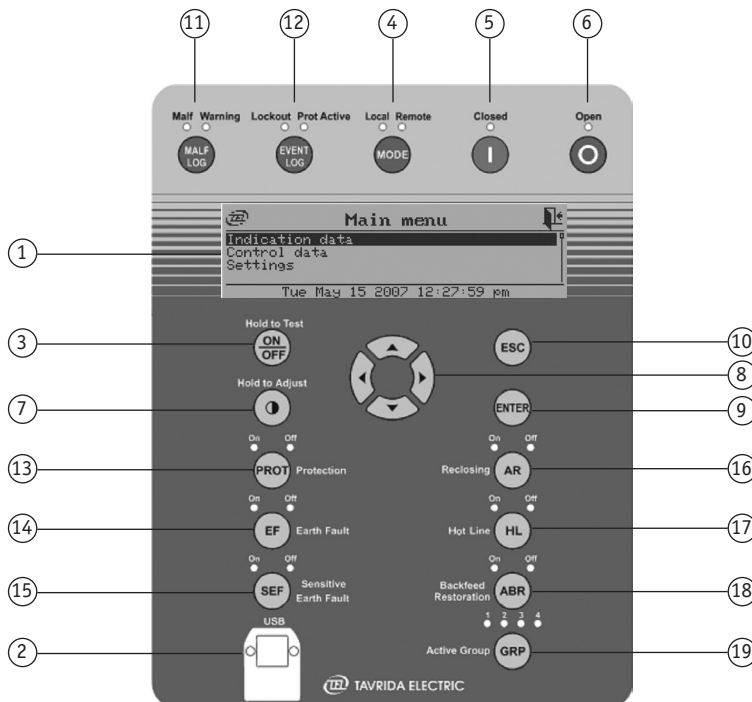 11 12 4 5 6
Malf Warning Lockout Prot Active Local Remote Closed Open
MALF LOG
EVENT LOG
MODE
I
O
TEL Main menu
1
Indication data
Control data
Settings
Tue May 15 2007 12:27:59 pm
Hold to Test
3
ON
OFF
ESC
10
8
Hold to Adjust
7
ENTER
9
On Off
13
PROT Protection
On Off
Reclosing AR
16
On Off
14
EF Earth Fault
On Off
Hot Line HL
17
On Off
15
SEF Sensitive
Earth Fault
On Off
Backfeed
Restoration ABR
18
USB
2
1 2 3 4
Active Group GRP
19
TEL TAVRIDA ELECTRIC